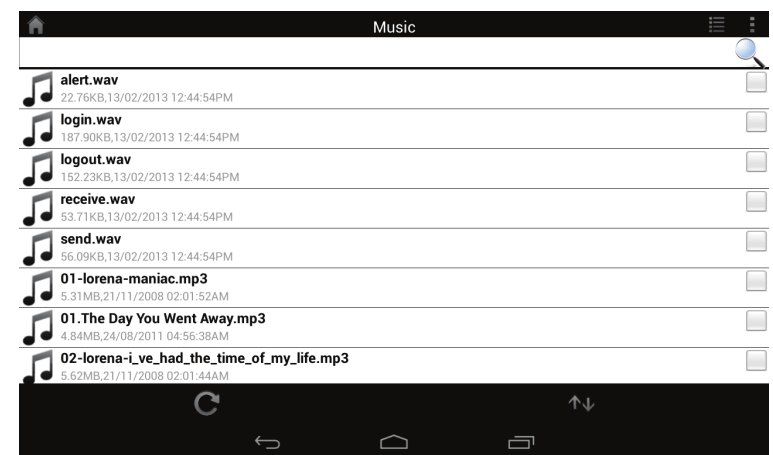 Music
alert.wav
22.76KB,13/02/2013 12:44:54PM
login.wav
187.90KB,13/02/2013 12:44:54PM
logout.wav
152.23KB,13/02/2013 12:44:54PM
receive.wav
53.71KB,13/02/2013 12:44:54PM
send.wav
56.09KB,13/02/2013 12:44:54PM
01-lorena-maniac.mp3
5.31MB,21/11/2008 02:01:52AM
01.The Day You Went Away.mp3
4.84MB,24/08/2011 04:56:38AM
02-lorena-i_ve_had_the_time_of_my_life.mp3
5.62MB,21/11/2008 02:01:44AM